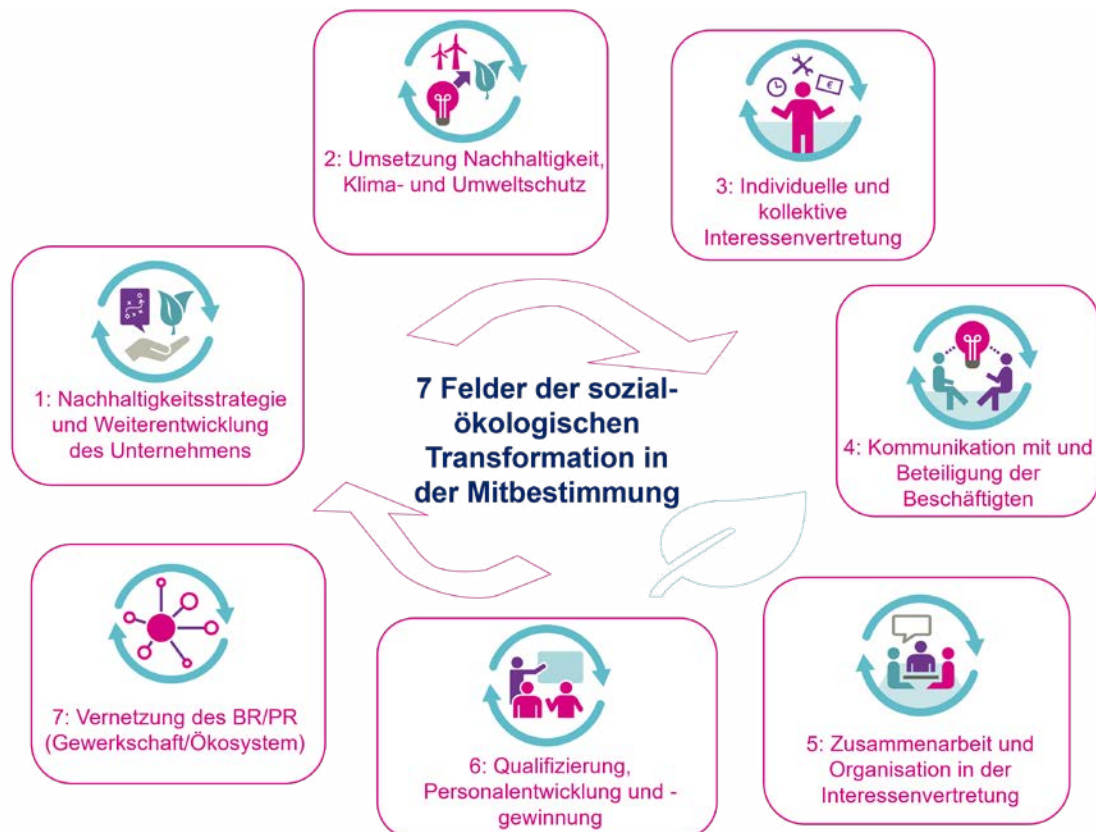 7 Felder der sozial-
ökologischen
Transformation in
der Mitbestimmung
1: Nachhaltigkeitsstrategie
und Weiterentwicklung
des Unternehmens
2: Umsetzung Nachhaltigkeit,
Klima- und Umweltschutz
3: Individuelle und
kollektive
Interessenvertretung
€
4: Kommunikation mit und
Beteiligung der
Beschäftigten
5: Zusammenarbeit und
Organisation in der
Interessenvertretung
6: Qualifizierung,
Personalentwicklung und -
gewinnung
7: Vernetzung des BR/PR
(Gewerkschaft/Ökosystem)